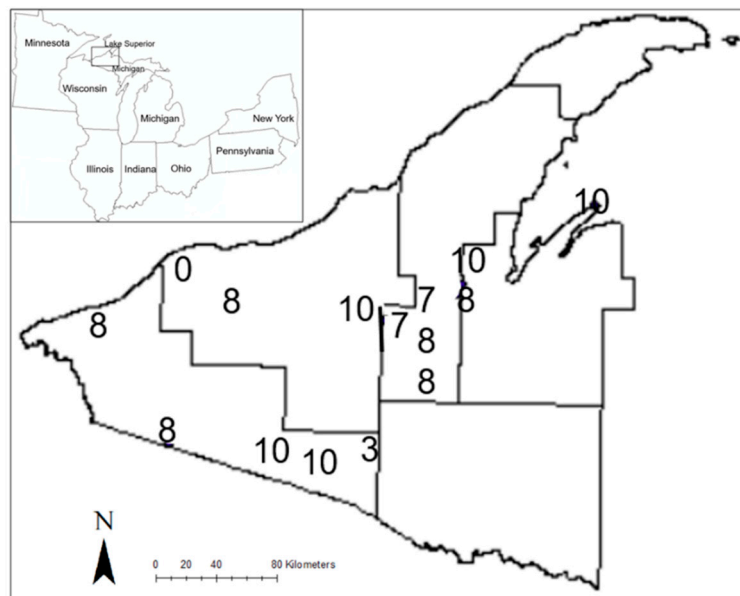 Minnesota
Lake Superior
Michigan
Wisconsin
Michigan
New York
Pennsylvania
Illinois
Indiana
Ohio
10
10
0
8
8
7
10
7
8
8
8
8
10
10
3
N
0 20 40 80 Kilometers